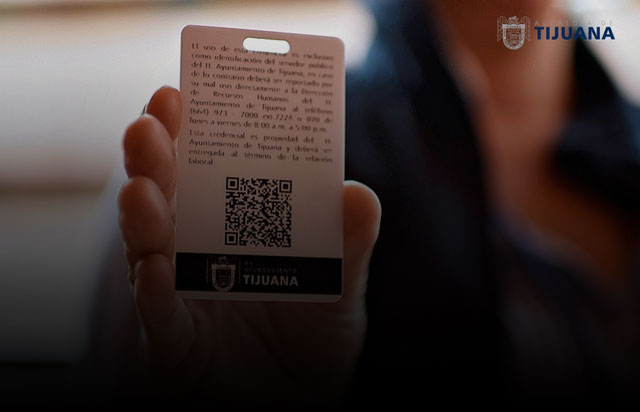 ALCALDÍA DE
TIJUANA
El uso de esta credencial es exclusivo
como identificación del servidor público
del H. Ayuntamiento de Tijuana, en caso
de lo contrario deberá ser reportado por
su mal uso directamente a la Dirección
de Recursos Humanos del H.
Ayuntamiento de Tijuana al teléfono
(664) 973 - 7000 ext.7224 o 070 de
lunes a viernes de 8:00 a.m. a 5:00 p.m.
Esta credencial es propiedad del H.
Ayuntamiento de Tijuana y deberá ser
entregada al término de la relación
laboral.
AYUNTAMIENTO
TIJUANA